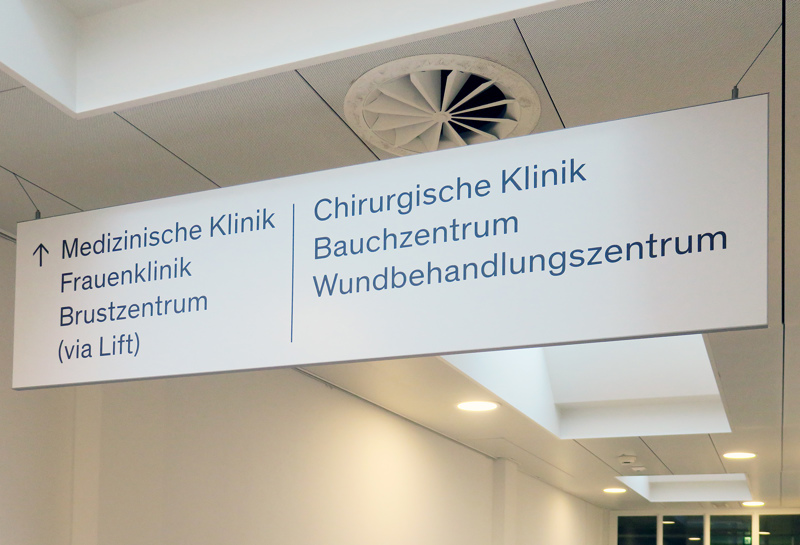 ↑ Medizinische Klinik
Frauenklinik
Brustzentrum
(via Lift)
Chirurgische Klinik
Bauchzentrum
Wundbehandlungszentrum